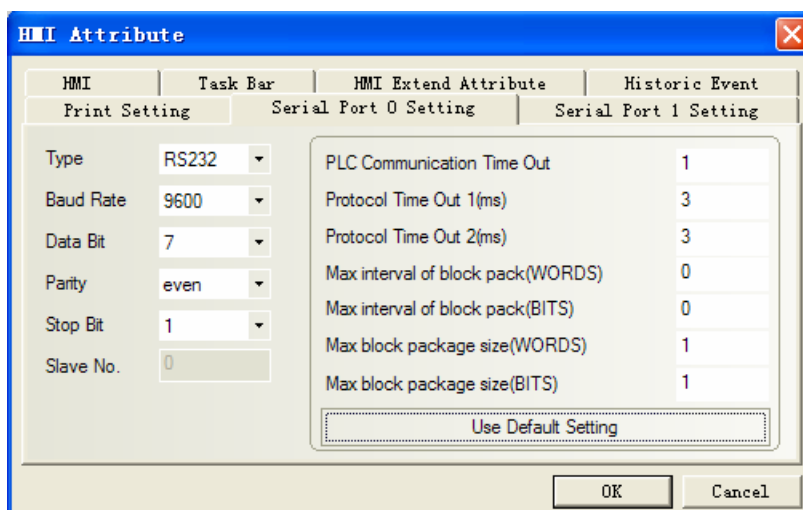 HMI Attribute
HMI
Task Bar
HMI Extend Attribute
Historic Event
Print Setting
Serial Port 0 Setting
Serial Port 1 Setting
Type RS232
Baud Rate 9600
Data Bit 7
Parity even
Stop Bit 1
Slave No. 0
PLC Communication Time Out 1
Protocol Time Out 1(ms) 3
Protocol Time Out 2(ms) 3
Max interval of block pack(WORDS) 0
Max interval of block pack(BITS) 0
Max block package size(WORDS) 1
Max block package size(BITS) 1
Use Default Setting
OK
Cancel